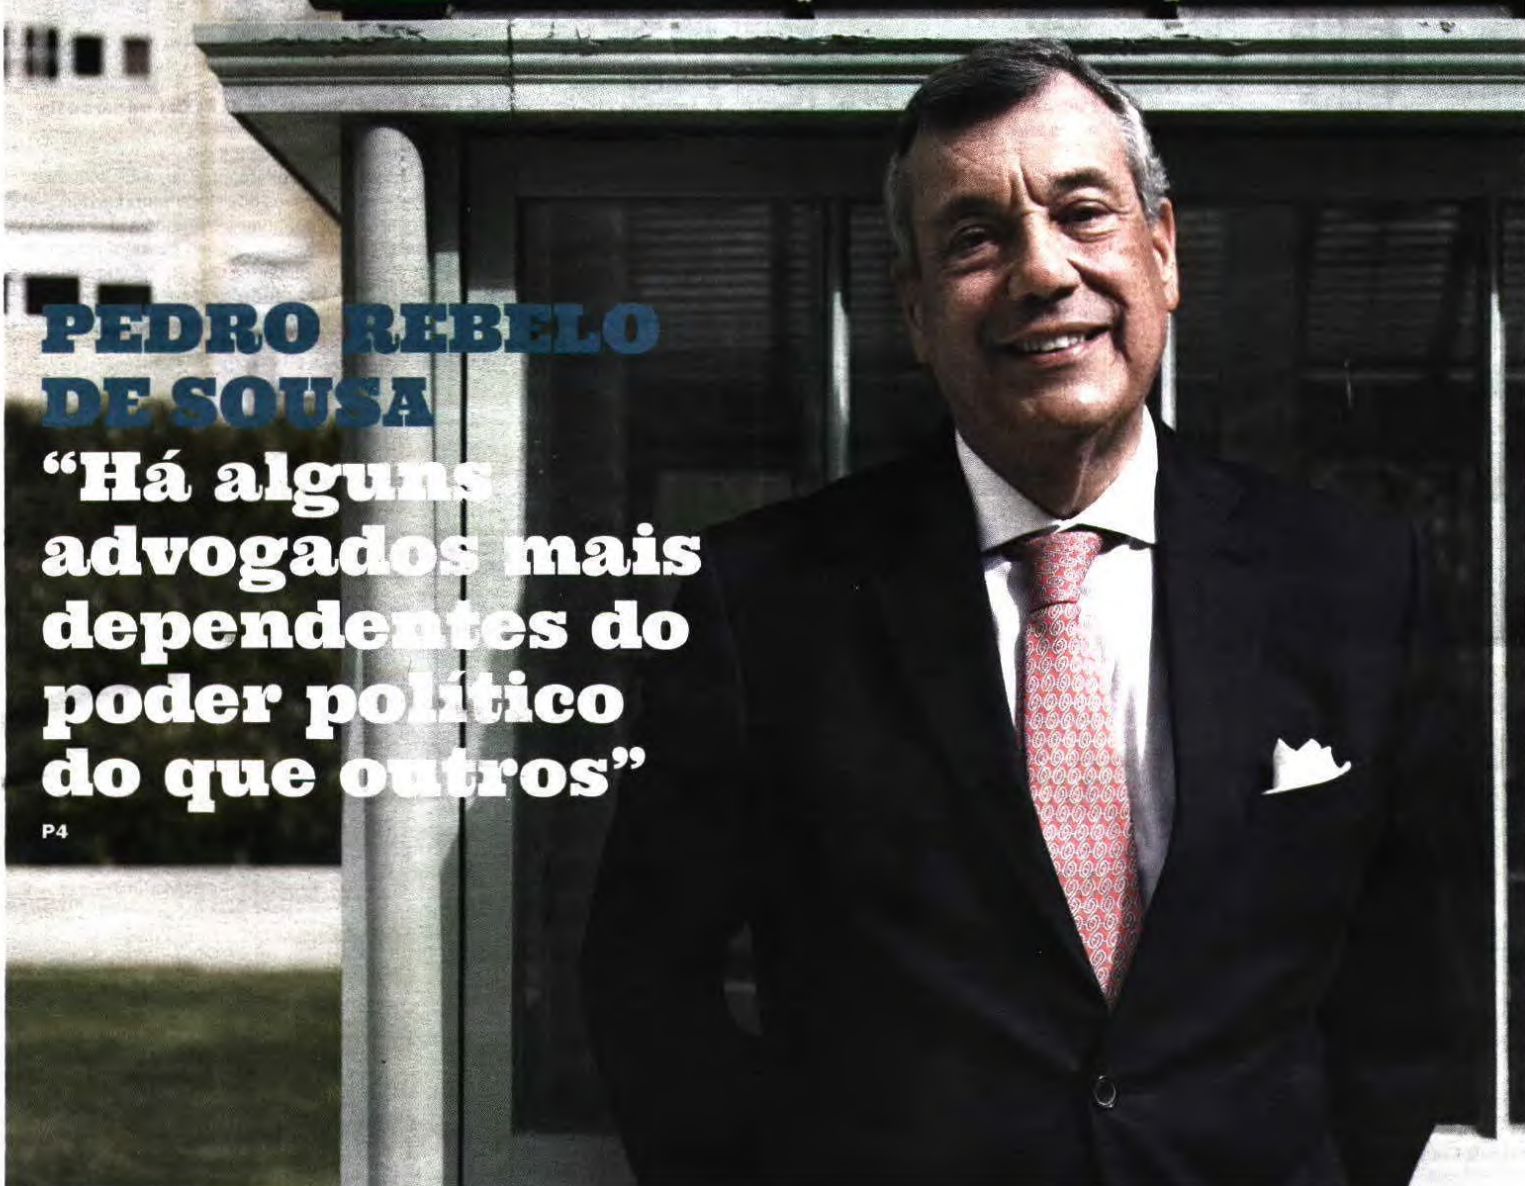 PEDRO REBELO
DE SOUSA
“Há alguns
advogados mais
dependentes do
poder político
do que outros”
P4